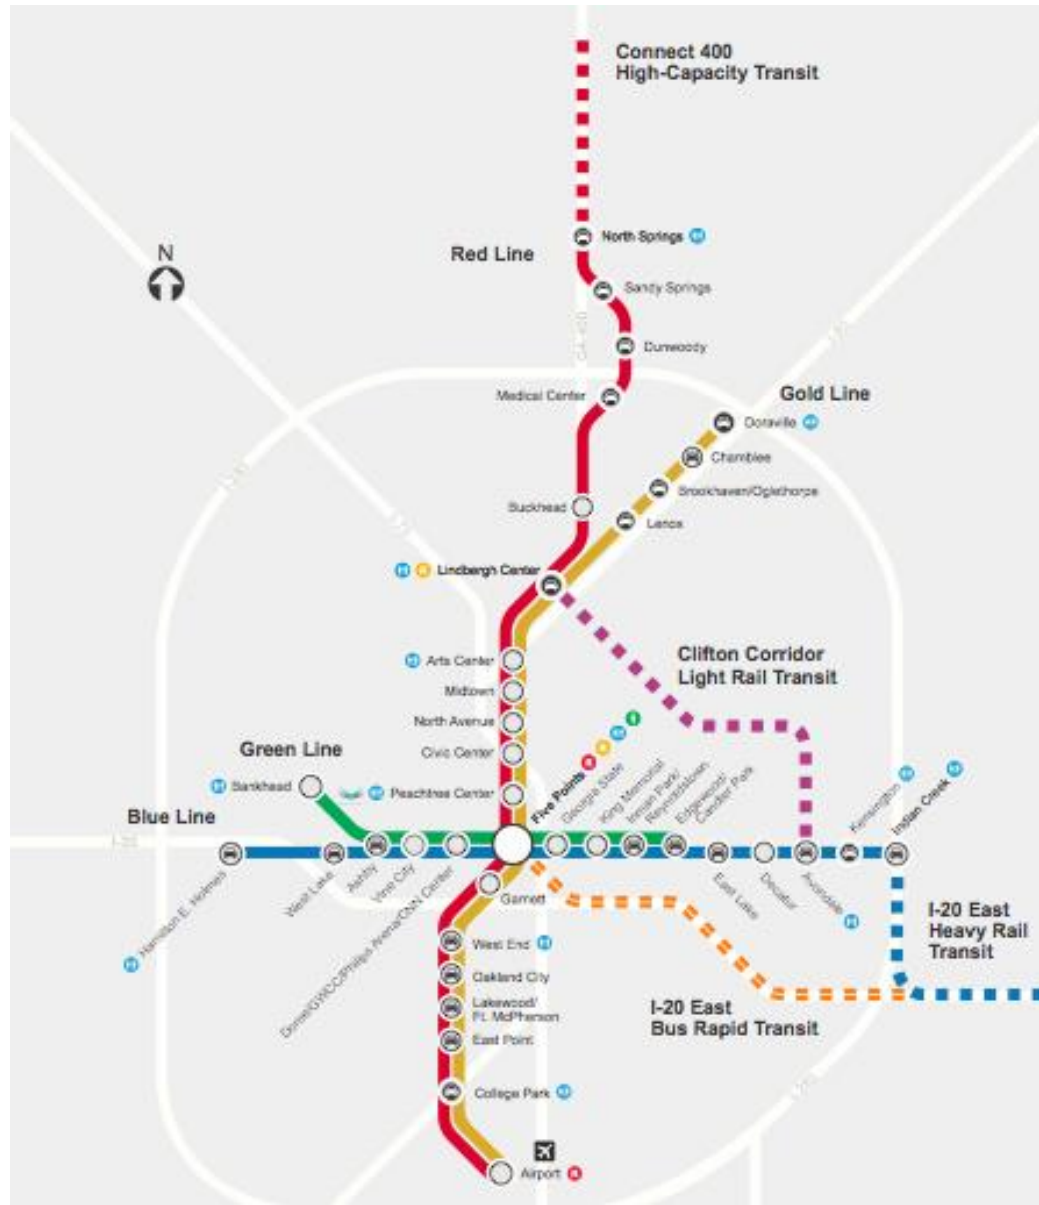 Connect 400
High-Capacity Transit
N
Red Line
North Springs
Sandy Springs
Dunwoody
Medical Center
Gold Line
Doraville
Chamblee
Brookhaven/Oglethorpe
Buckhead
Lenox
Lindbergh Center
Arts Center
Midtown
North Avenue
Civic Center
Peachtree Center
Clifton Corridor
Light Rail Transit
Green Line
Bankhead
Blue Line
Five Points
Georgia State
King Memorial
Inman Park/
Reynoldstown
Edgewood/
Candler Park
Kensington
Indian Creek
Hamilton E. Holmes
West Lake
Ashby
Vine City
Dome/GWCC/Philips Arena/CNN Center
Garnett
East Lake
Decatur
Avondale
West End
Oakland City
Lakewood/
Ft. McPherson
East Point
College Park
Airport
I-20 East
Heavy Rail
Transit
I-20 East
Bus Rapid Transit